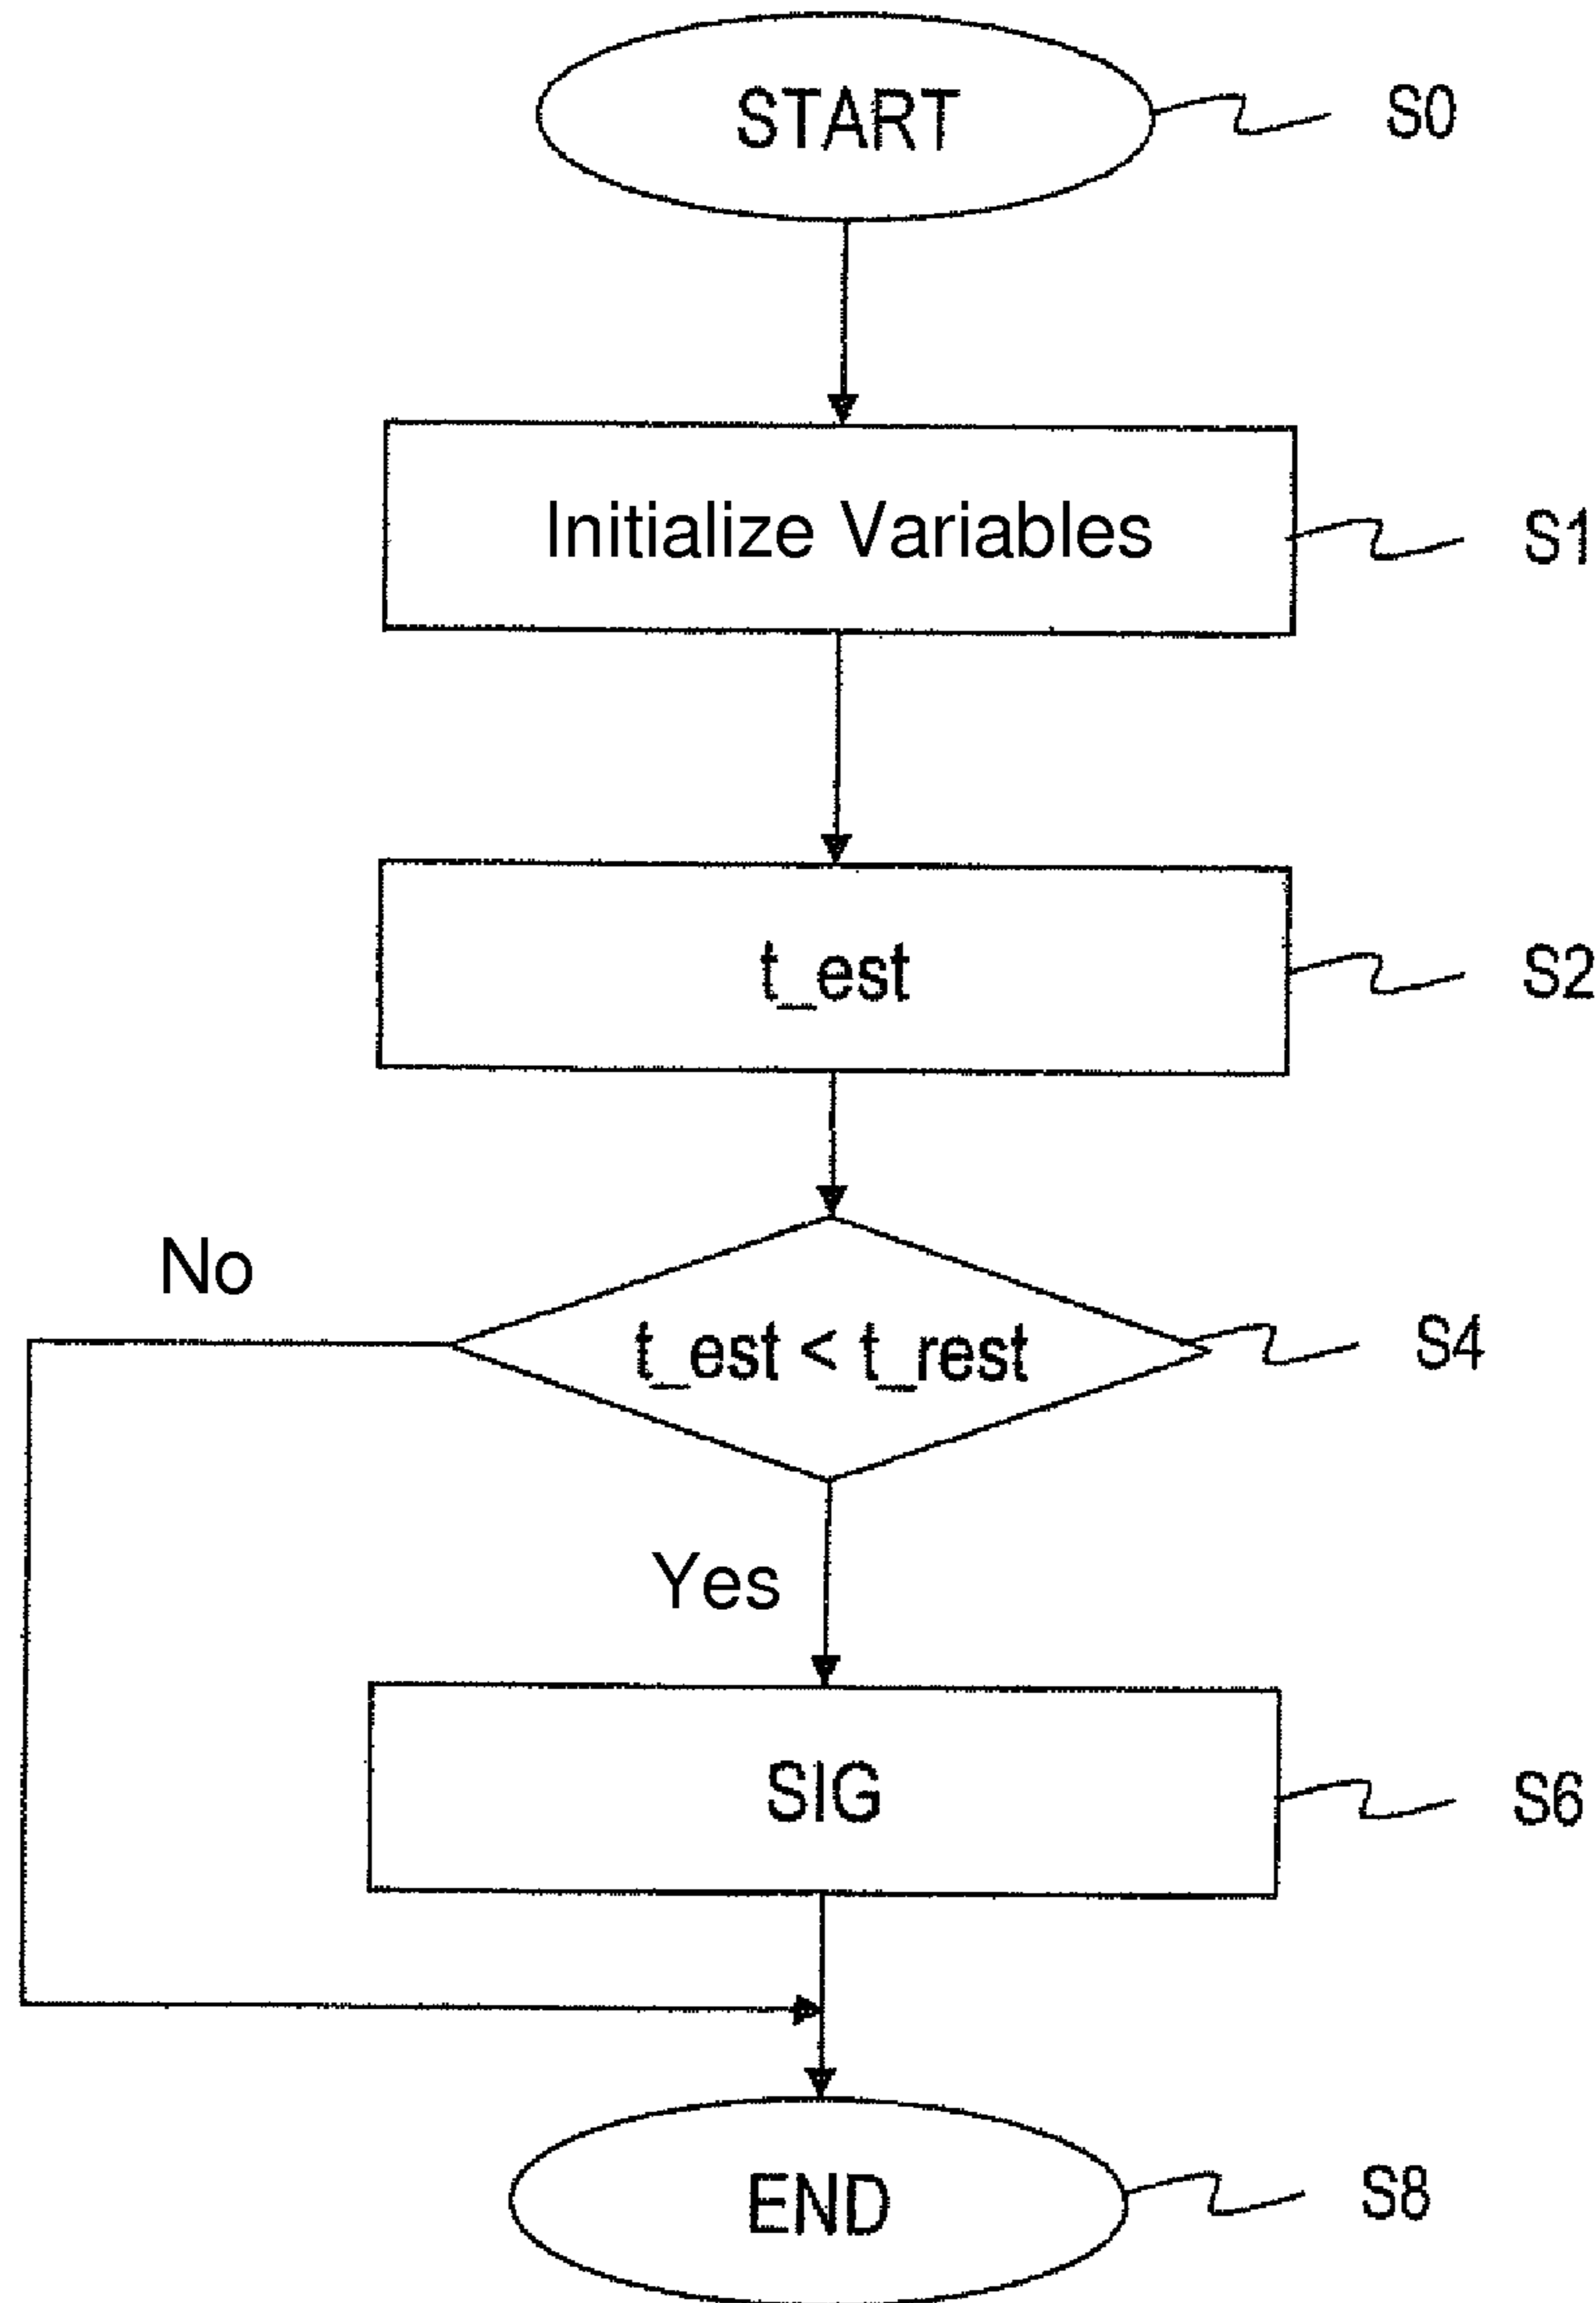 START
S0
Initialize Variables
S1
t_est
S2
No
t_est < t_rest
S4
Yes
SIG
S6
END
S8